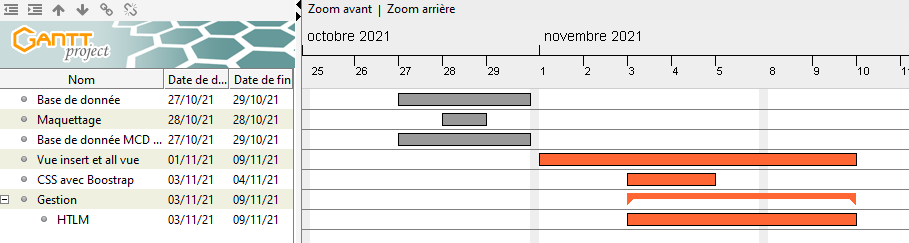 Zoom avant | Zoom arrière
GANTT
project
octobre 2021 novembre 2021
25 26 27 28 29 1 2 3 4 5 8 9 10 11
Nom Date de d... Date de fin
Base de donnée 27/10/21 29/10/21
Maquettage 28/10/21 28/10/21
Base de donnée MCD ... 27/10/21 29/10/21
Vue insert et all vue 01/11/21 09/11/21
CSS avec Boostrap 03/11/21 04/11/21
Gestion 03/11/21 09/11/21
HTLM 03/11/21 09/11/21